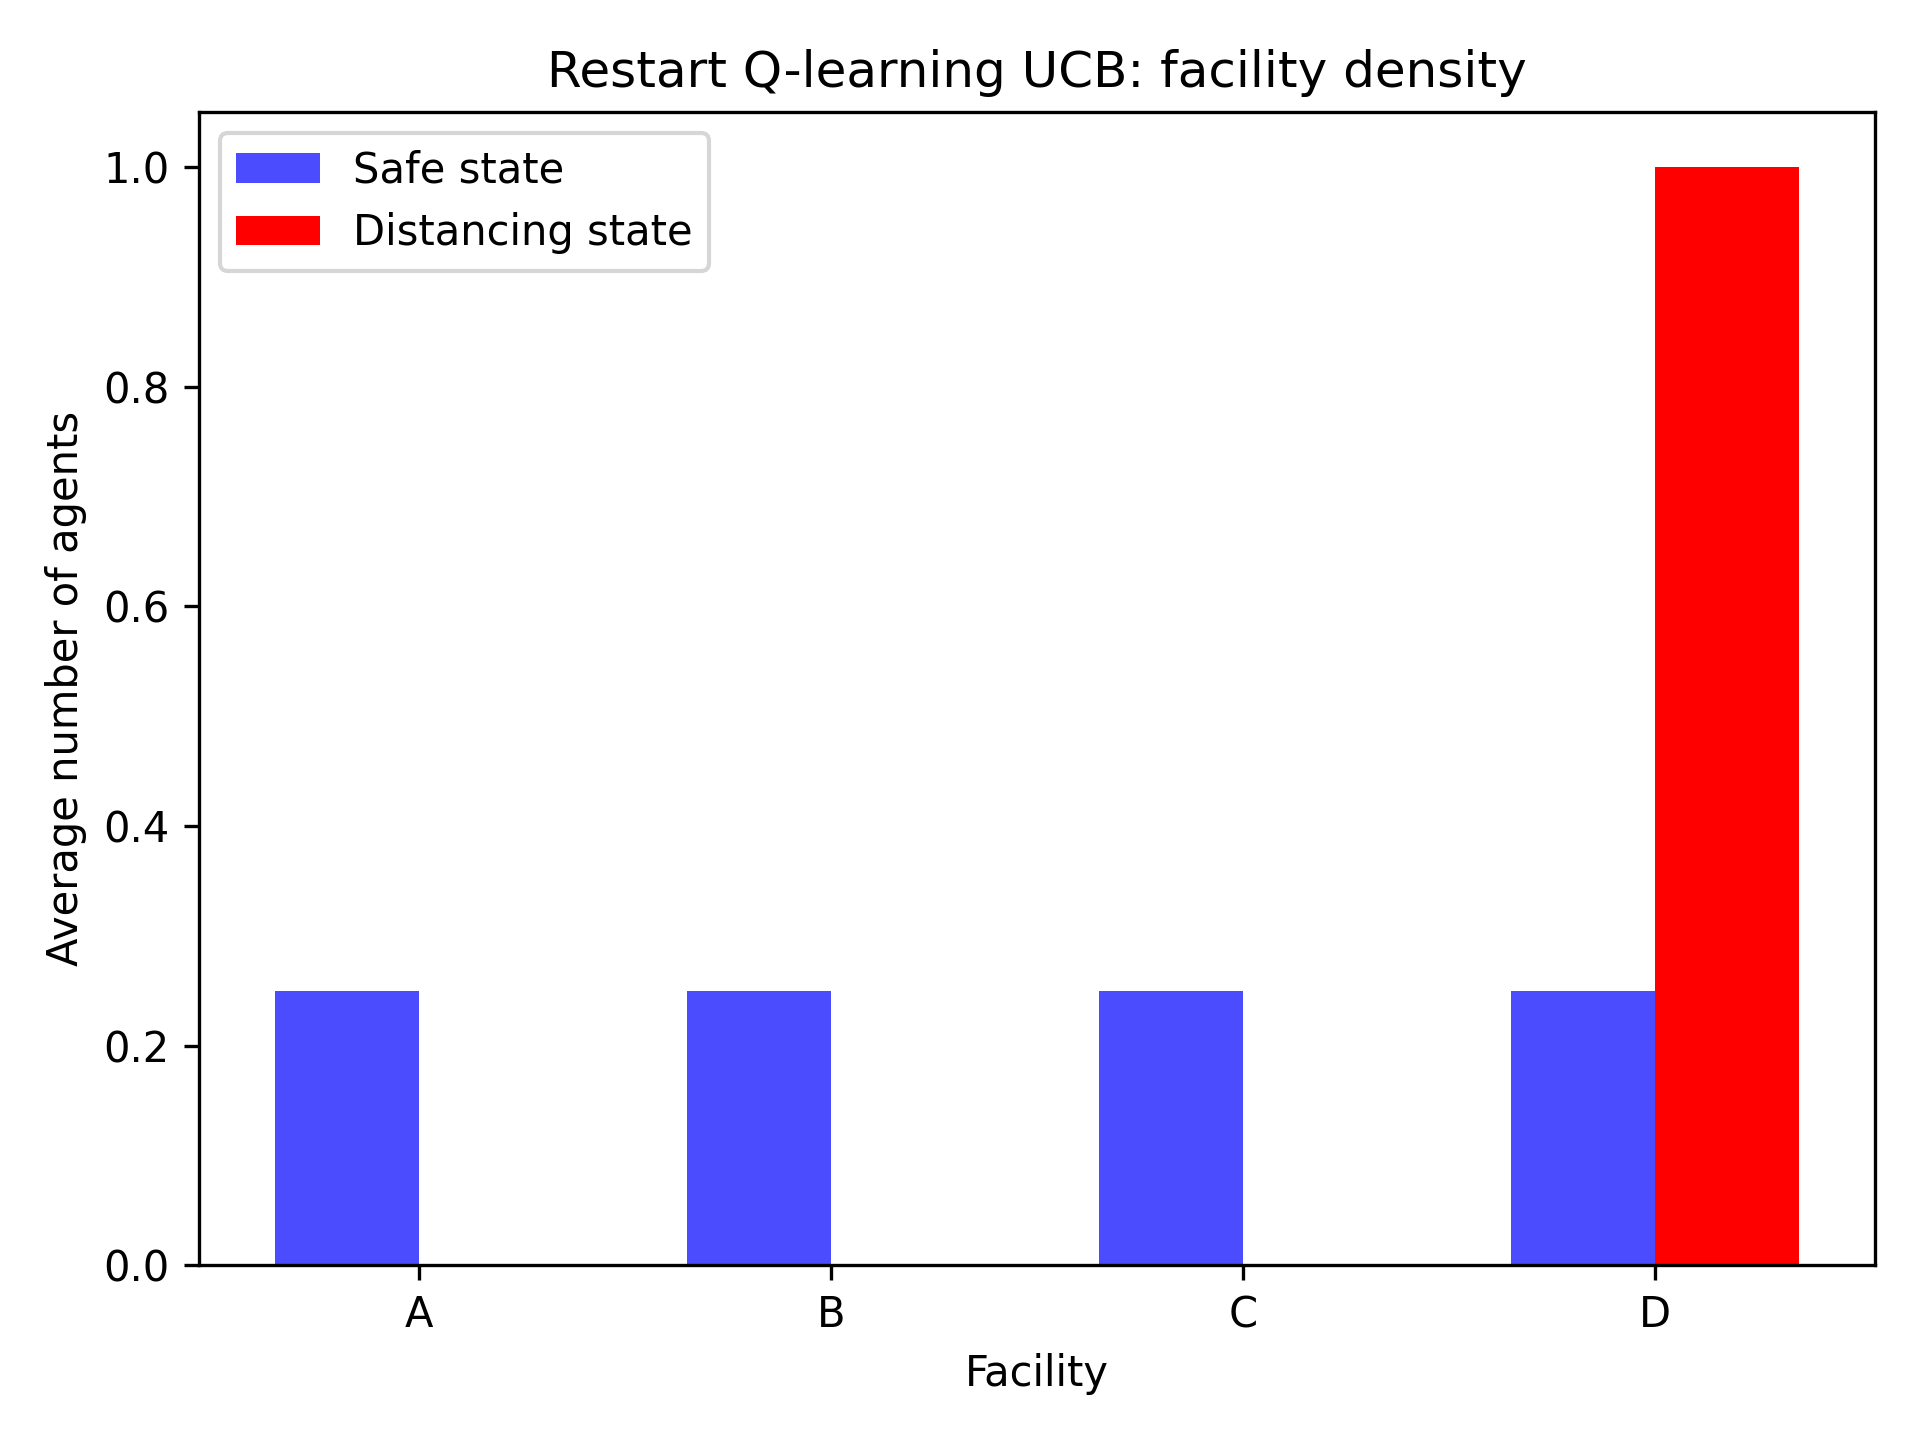 Restart Q-learning UCB: facility density
Safe state
Distancing state
Average number of agents
1.0
0.8
0.6
0.4
0.2
0.0
A
B
C
D
Facility